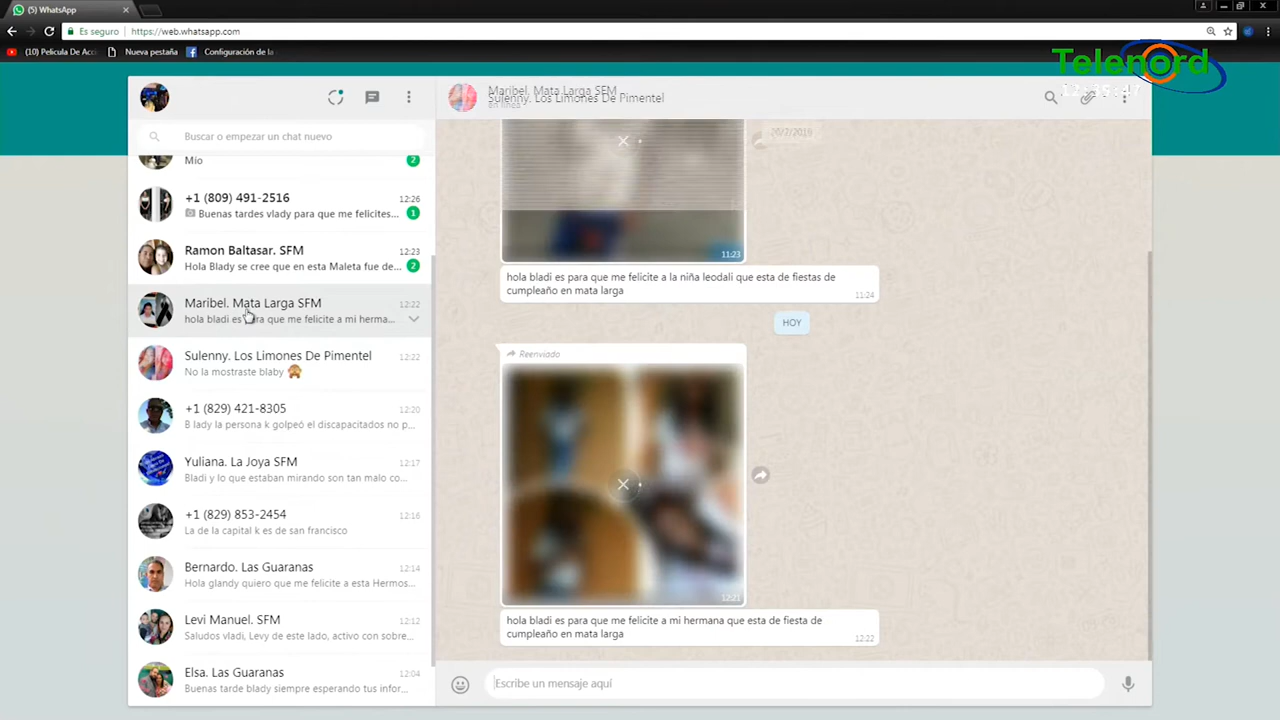 (5) WhatsApp
Es seguro
https://web.whatsapp.com
(10) Pelicula De Acci
Nueva pestaña
Configuración de la
Telenord
Buscar o empezar un chat nuevo
Mío
2
+1 (809) 491-2516
12:26
Buenas tardes vlady para que me felicites...
1
Ramon Baltasar. SFM
12:23
Hola Blady se cree que en esta Maleta fue de...
2
Maribel. Mata Larga SFM
12:22
hola bladi es para que me felicite a mi herma...
Sulenny. Los Limones De Pimentel
12:22
No la mostraste blaby
+1 (829) 421-8305
12:20
B lady la persona k golpeó el discapacitados no p...
Yuliana. La Joya SFM
12:17
Bladi y lo que estaban mirando son tan malo co...
+1 (829) 853-2454
12:16
La de la capital k es de san francisco
Bernardo. Las Guaranas
12:14
Hola glandy quiero que me felicite a esta Hermos...
Levi Manuel. SFM
12:12
Saludos vladi, Levy de este lado, activo con sobre...
Elsa. Las Guaranas
12:04
Buenas tarde blady siempre esperando tus infor...
Maribel. Mata Larga SFM
Sulenny. Los Limones De Pimentel
en línea
11:23
hola bladi es para que me felicite a la niña leodali que esta de fiestas de
cumpleaño en mata larga
11:24
HOY
Reenviado
12:21
hola bladi es para que me felicite a mi hermana que esta de fiesta de
cumpleaño en mata larga
12:22
Escribe un mensaje aquí